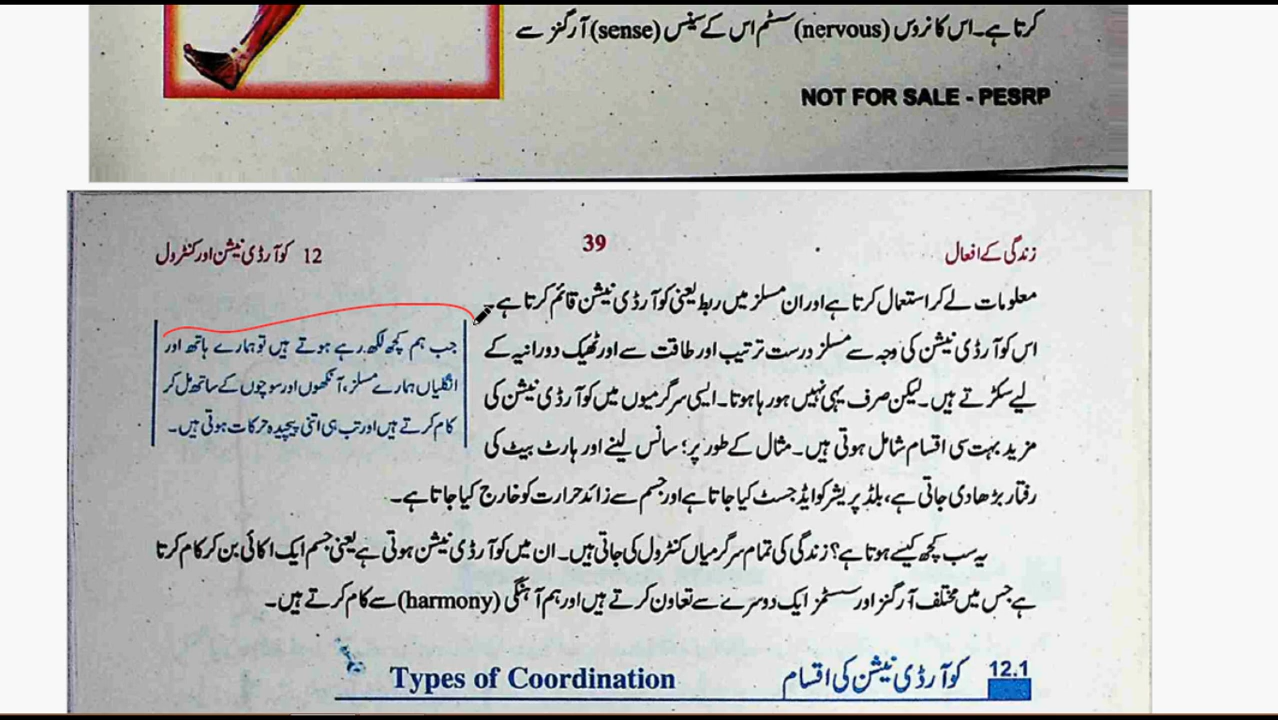 کرتا ہے۔ اس کا نروس (nervous) سسٹم اس کے سینس (sense) آرگنز سے
NOT FOR SALE - PESRP
زندگی کے افعال 39 12 کوآرڈی نیشن اور کنٹرول
معلومات لے کر استعمال کرتا ہے اور ان مسلز میں ربط یعنی کوآرڈی نیشن قائم کرتا ہے۔
اس کوآرڈی نیشن کی وجہ سے مسلز درست ترتیب اور طاقت سے اور ٹھیک دورانیہ کے
لیے سکڑتے ہیں۔ لیکن صرف یہی نہیں ہو رہا ہوتا۔ ایسی سرگرمیوں میں کوآرڈی نیشن کی
مزید بہت سی اقسام شامل ہوتی ہیں۔ مثال کے طور پر؛ سانس لینے اور ہارٹ بیٹ کی
رفتار بڑھا دی جاتی ہے، بلڈ پریشر کو ایڈجسٹ کیا جاتا ہے اور جسم سے زائد حرارت کو خارج کیا جاتا ہے۔
جب ہم کچھ لکھ رہے ہوتے ہیں تو ہمارے ہاتھ اور
انگلیاں ہمارے مسلز، آنکھوں اور سوچوں کے ساتھ مل کر
کام کرتے ہیں اور تب ہی اتنی پیچیدہ حرکات ہوتی ہیں۔
یہ سب کچھ کیسے ہوتا ہے؟ زندگی کی تمام سرگرمیاں کنٹرول کی جاتی ہیں۔ ان میں کوآرڈی نیشن ہوتی ہے یعنی جسم ایک اکائی بن کر کام کرتا
ہے جس میں مختلف آرگنز اور سسٹمز ایک دوسرے سے تعاون کرتے ہیں اور ہم آہنگی (harmony) سے کام کرتے ہیں۔
12.1 کوآرڈی نیشن کی اقسام Types of Coordination